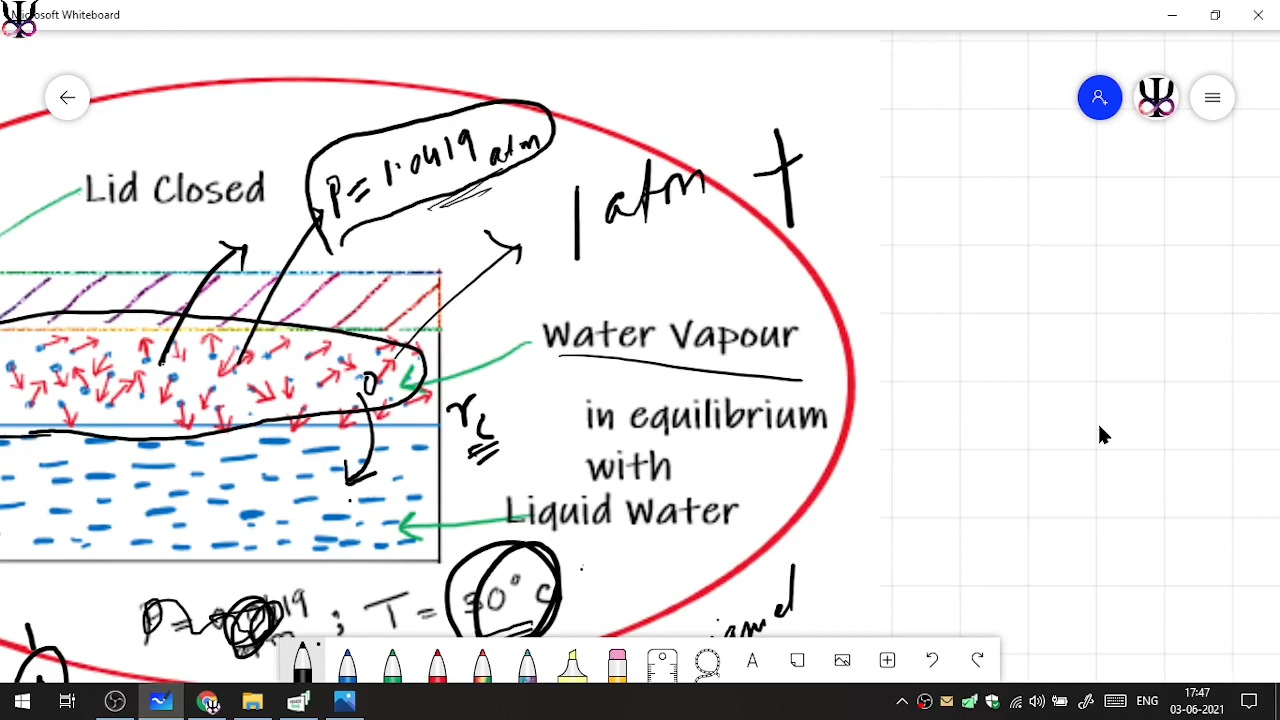 Microsoft Whiteboard
P = 1.0419 atm
1 atm +
Lid Closed
Water Vapour
in equilibrium
with
Liquid Water
rc
; T = 30° C
A
ENG
17:47
03-06-2021